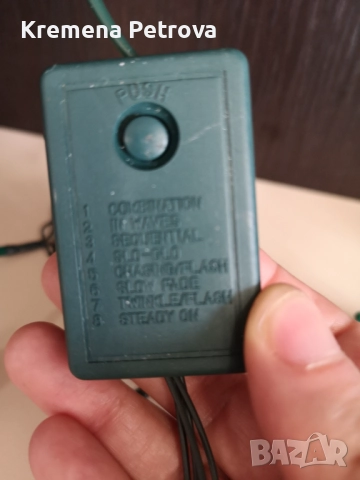 Kremena Petrova
PUSH
1 COMBINATION
2 IN WAVES
3 SEQUENTIAL
4 SLO-GLO
5 CHASING/FLASH
6 SLOW FADE
7 TWINKLE/FLASH
8 STEADY ON
BAZAR